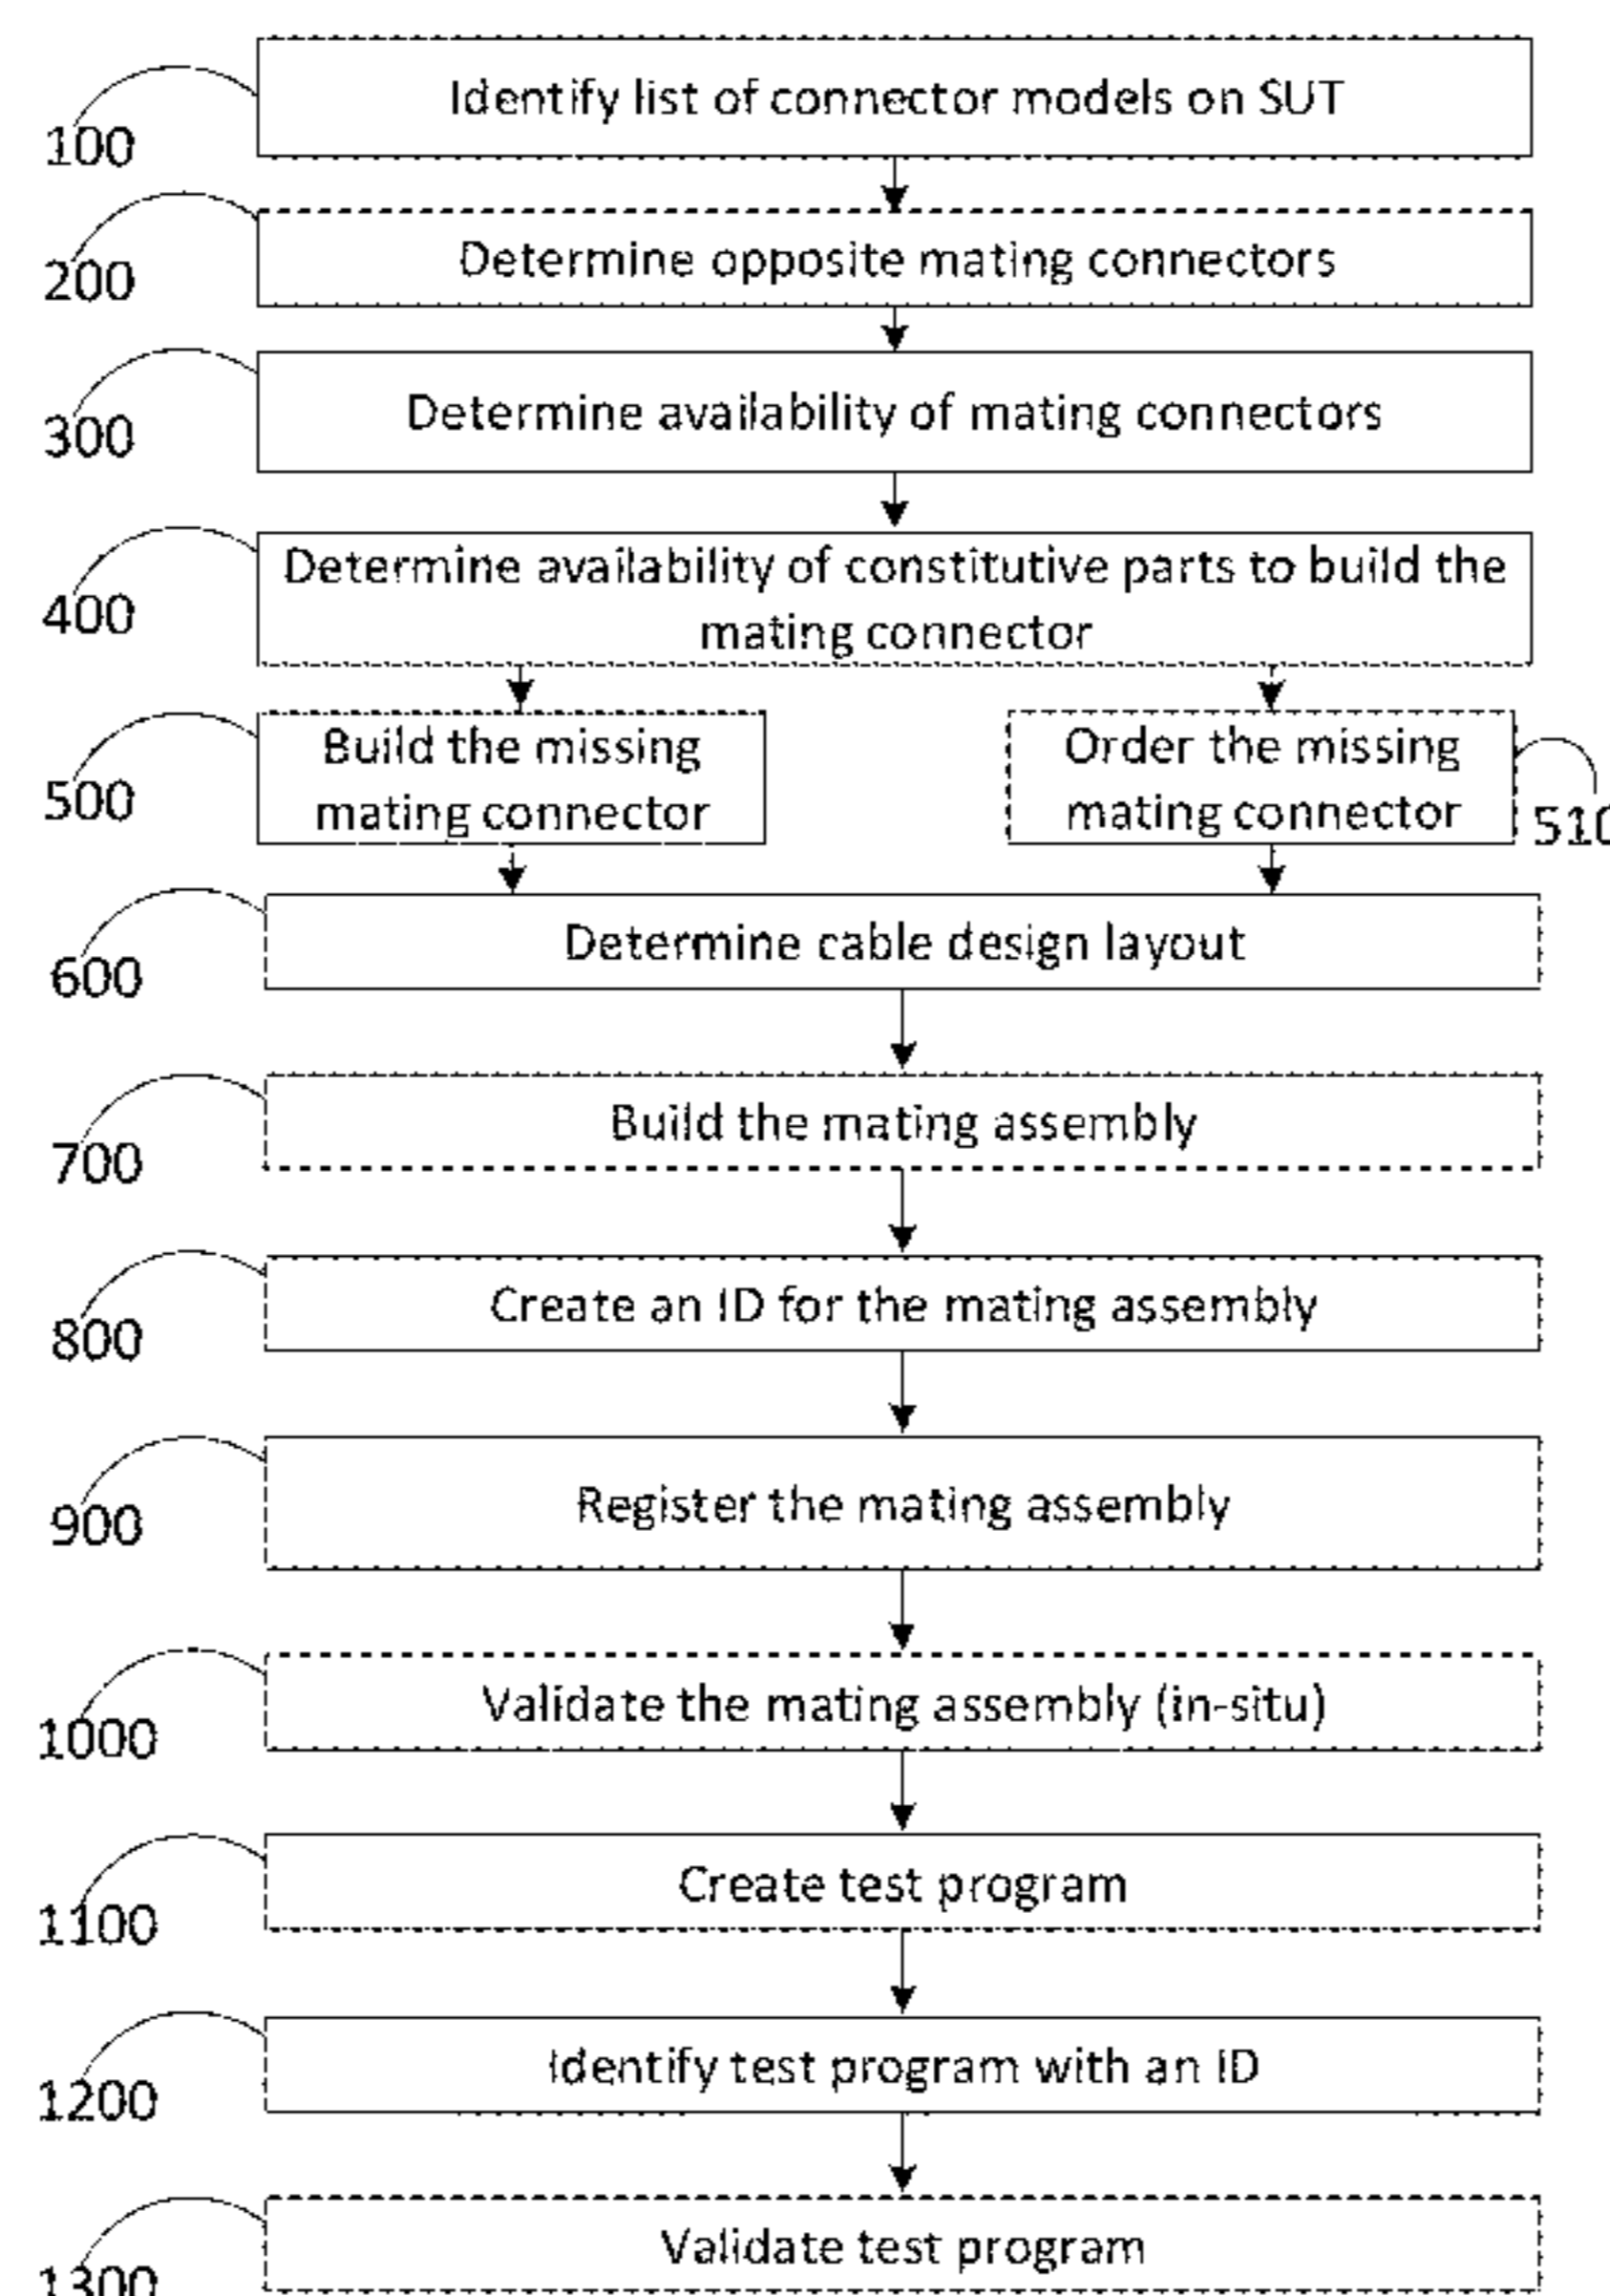 Identify list of connector models on SUT
100
Determine opposite mating connectors
200
Determine availability of mating connectors
300
Determine availability of constitutive parts to build the
mating connector
400
Build the missing
mating connector
500
Order the missing
mating connector
510
Determine cable design layout
600
Build the mating assembly
700
Create an ID for the mating assembly
800
Register the mating assembly
900
Validate the mating assembly (in-situ)
1000
Create test program
1100
Identify test program with an ID
1200
Validate test program
1300